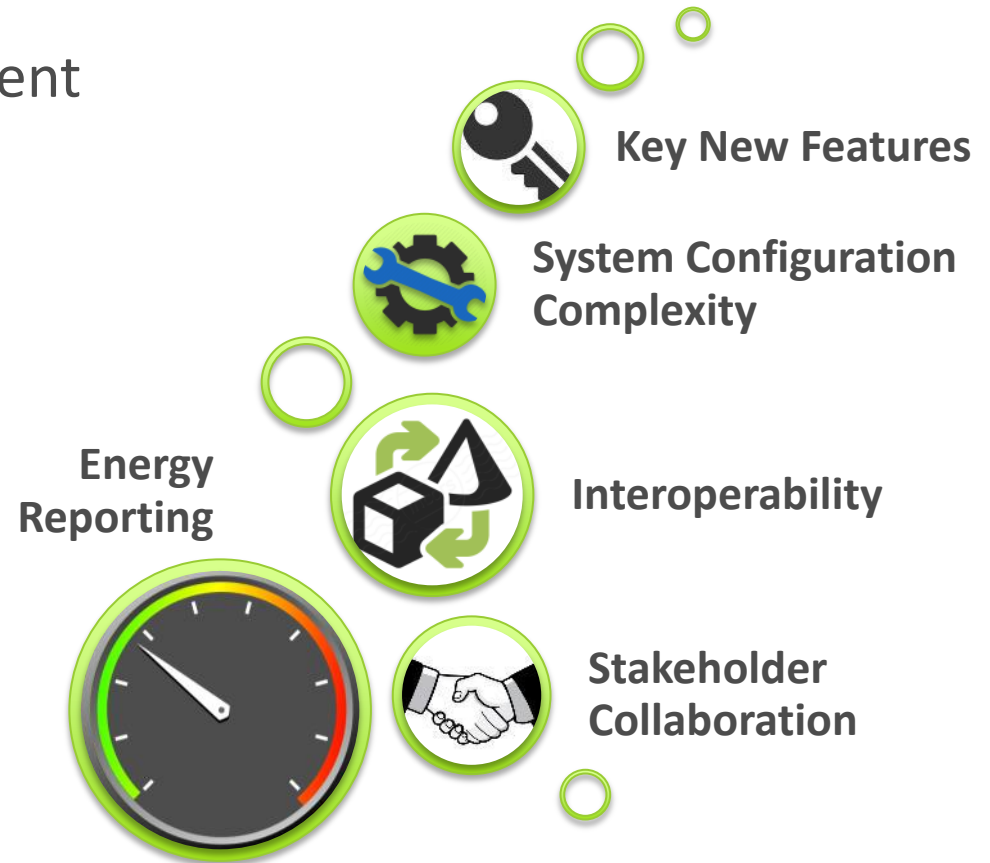 ent
Key New Features
System Configuration
Complexity
Energy
Reporting
Interoperability
Stakeholder
Collaboration